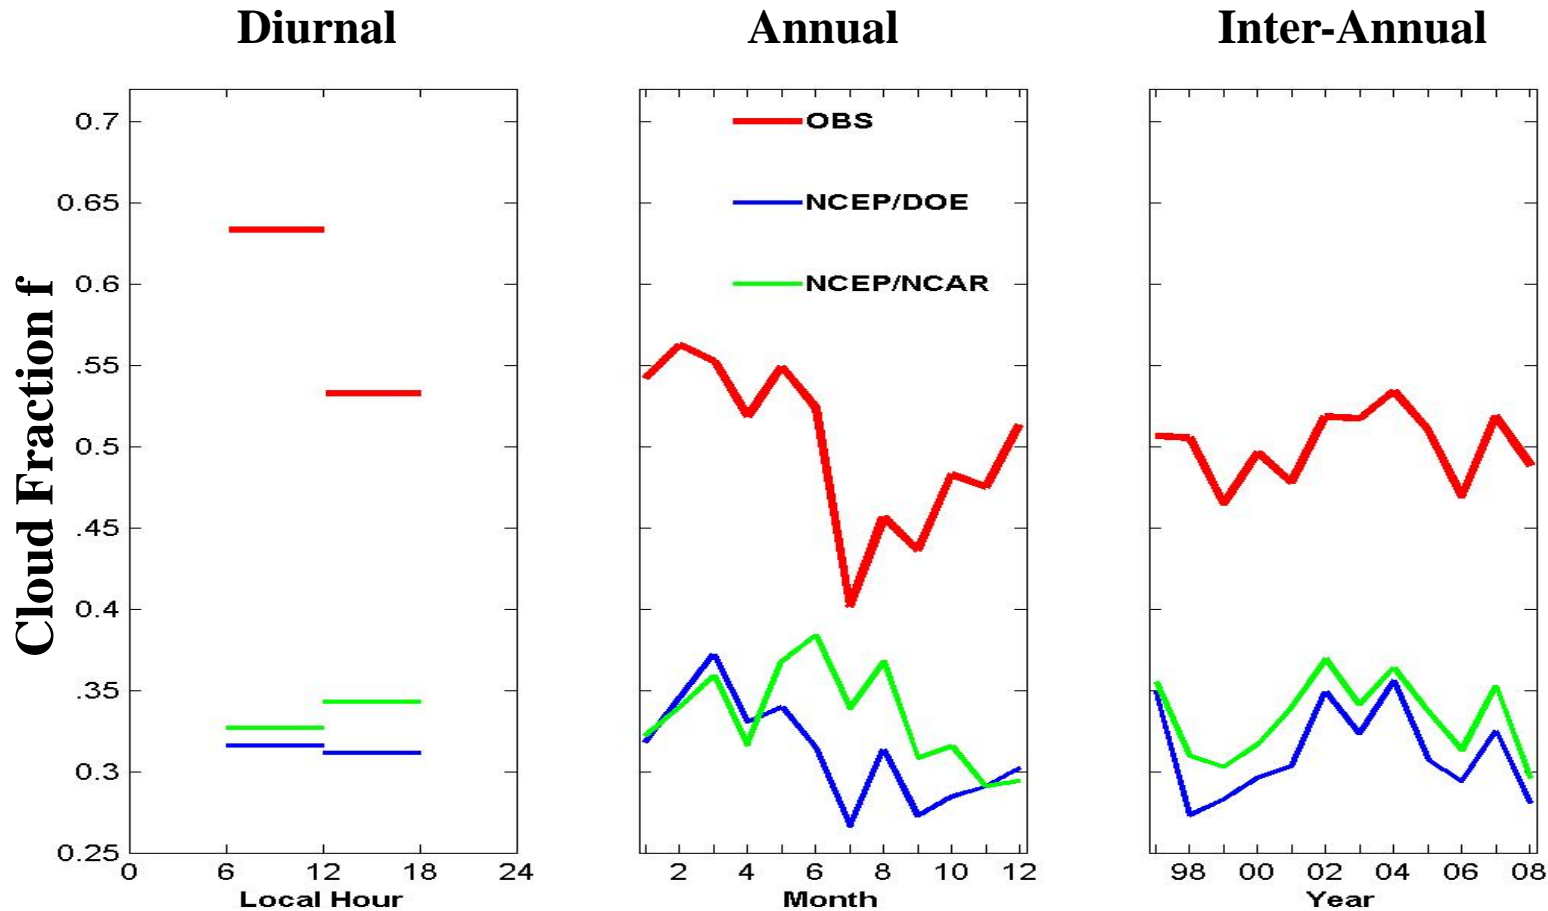 Diurnal Annual Inter-Annual
Cloud Fraction f
0.7
0.65
0.6
.55
0.5
.45
0.4
.35
0.3
0.25
OBS
NCEP/DOE
NCEP/NCAR
0 6 12 18 24
Local Hour
2 4 6 8 10 12
Month
98 00 02 04 06 08
Year